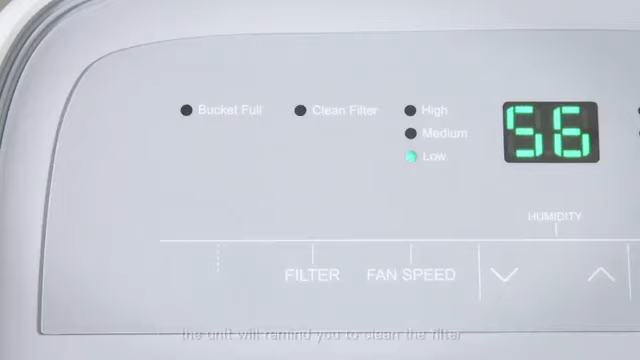 Bucket Full
Clean Filter
High
Medium
Low
56
HUMIDITY
FILTER
FAN SPEED
the unit will remind you to clean the filter